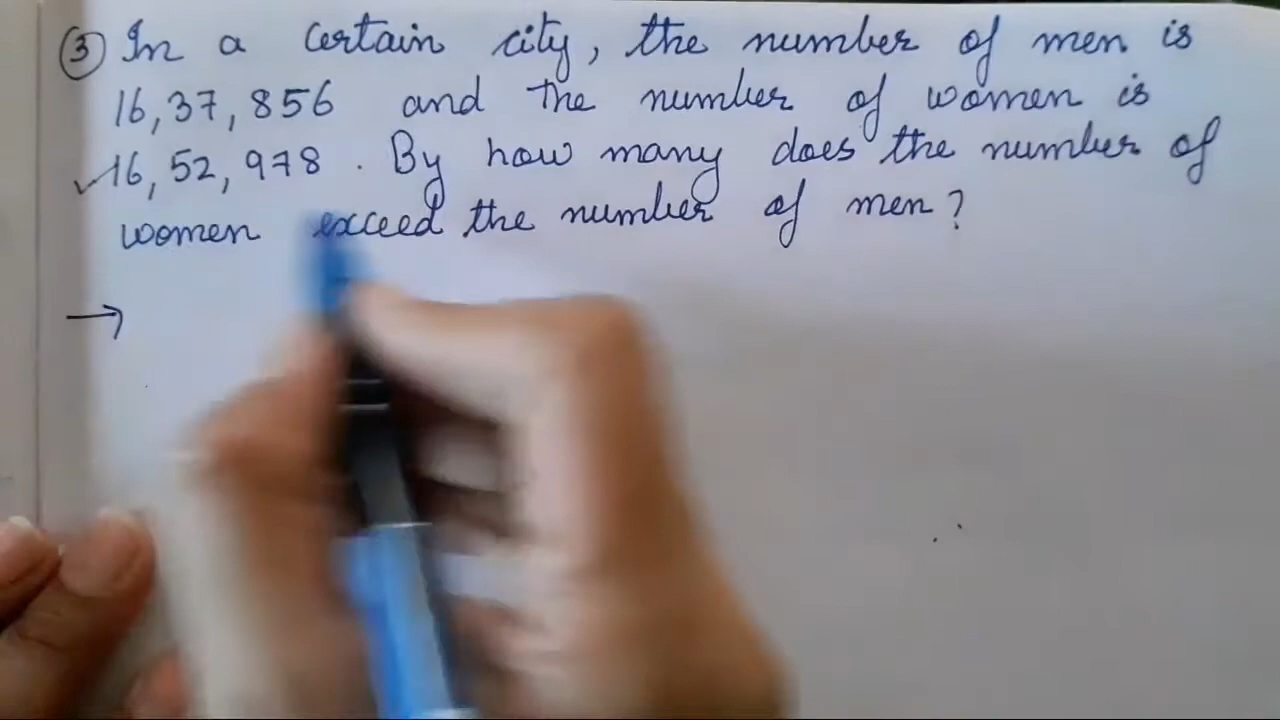 ③ In a certain city, the number of men is
16,37,856 and the number of women is
✓16,52,978. By how many does the number of
women exceed the number of men?
→